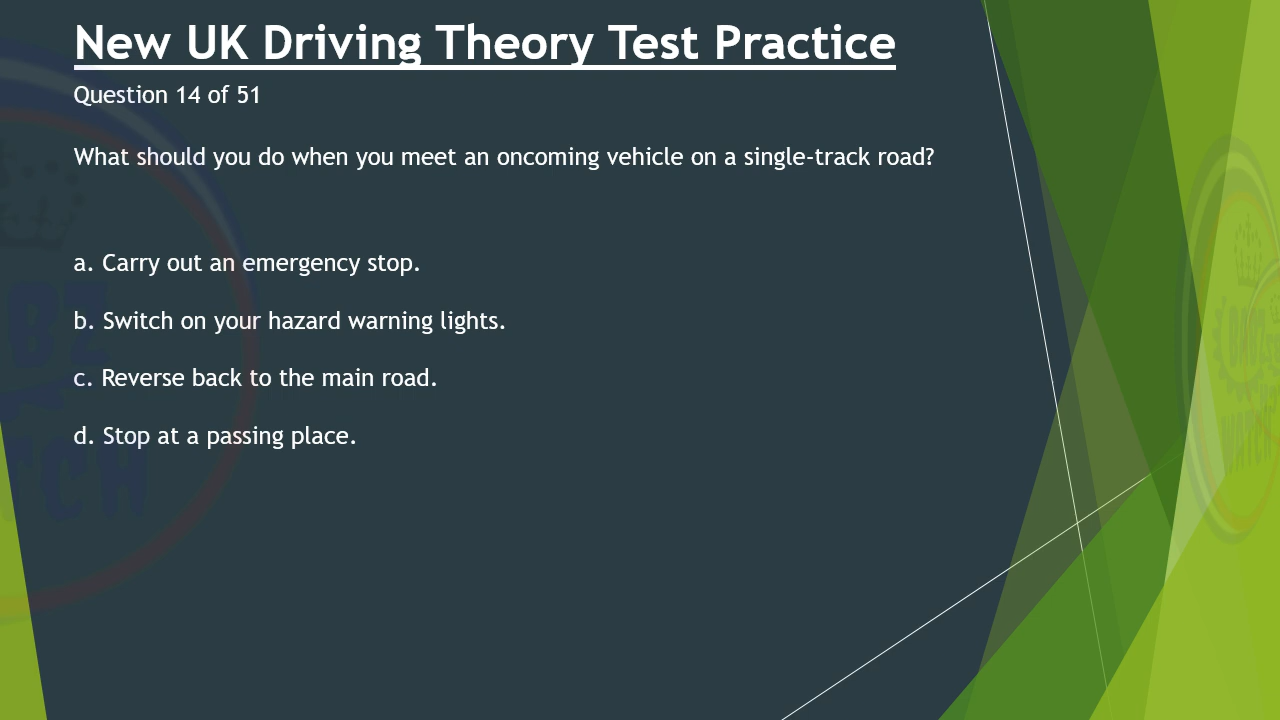 New UK Driving Theory Test Practice
Question 14 of 51
What should you do when you meet an oncoming vehicle on a single-track road?
a. Carry out an emergency stop.
b. Switch on your hazard warning lights.
c. Reverse back to the main road.
d. Stop at a passing place.